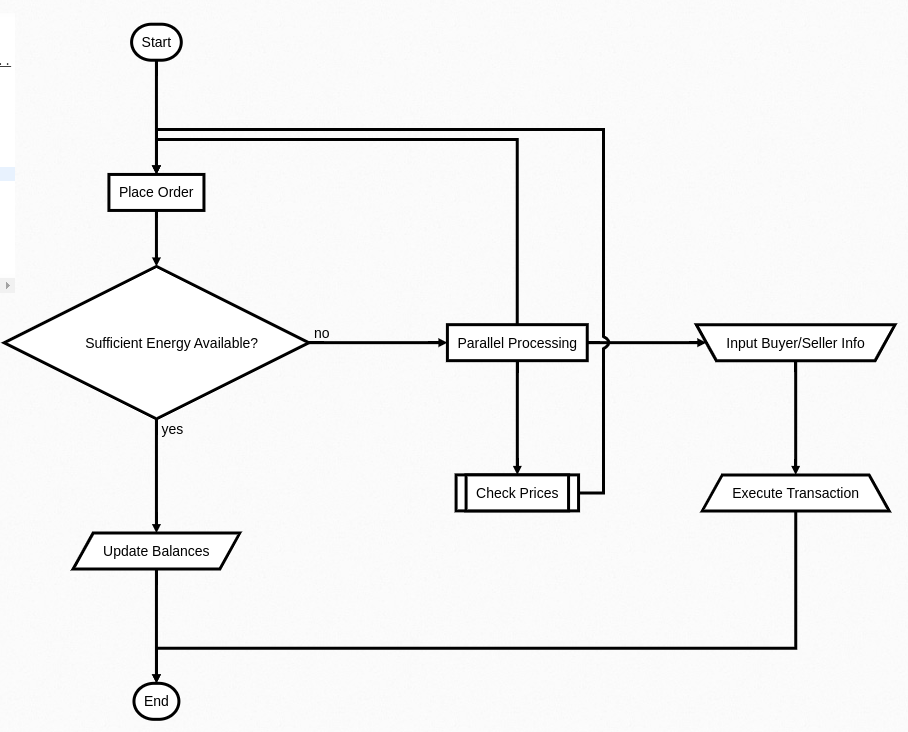 Start
Place Order
Sufficient Energy Available?
no
Parallel Processing
Input Buyer/Seller Info
yes
Check Prices
Execute Transaction
Update Balances
End